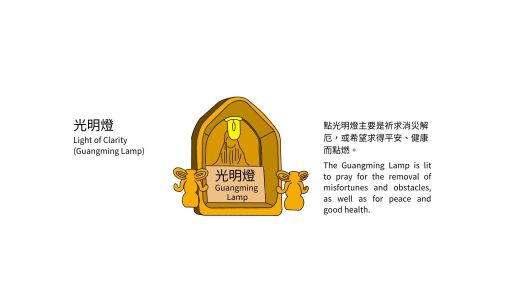 光明燈
Light of Clarity
(Guangming Lamp)
光明燈
Guangming
Lamp
點光明燈主要是祈求消災解
厄，或希望求得平安、健康
而點燃。
The Guangming Lamp is lit
to pray for the removal of
misfortunes and obstacles,
as well as for peace and
good health.